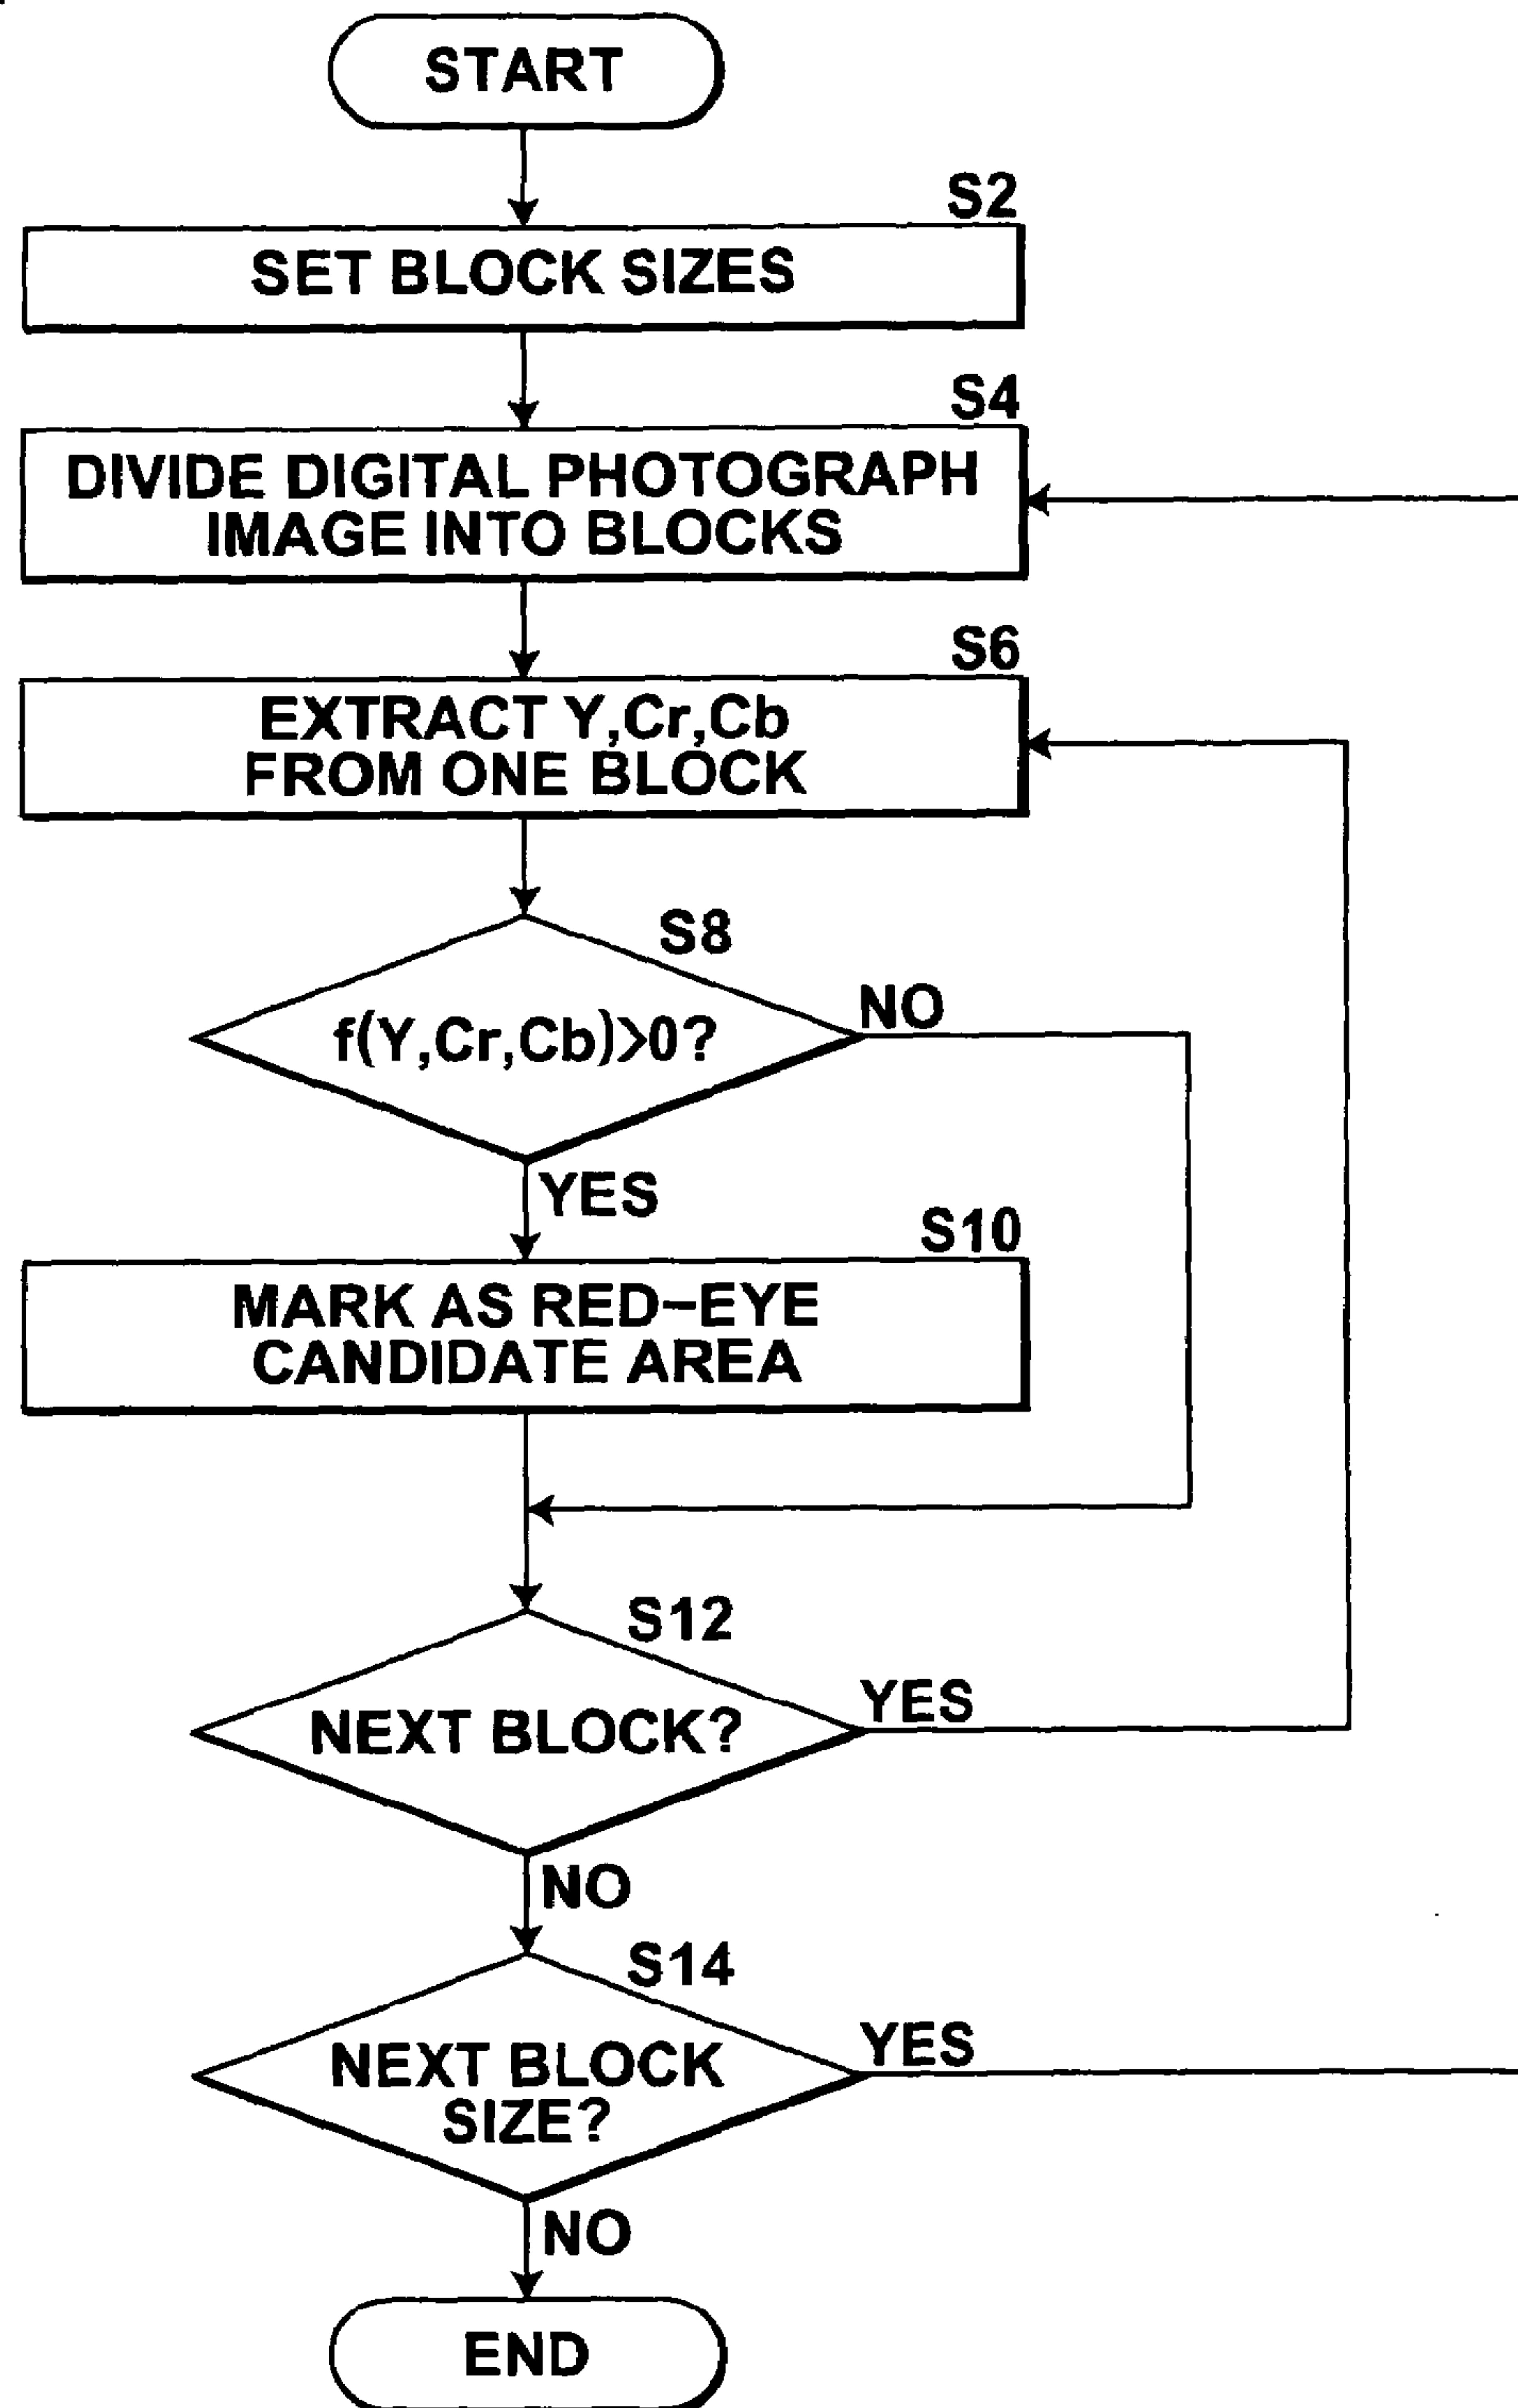 START
S2
SET BLOCK SIZES
S4
DIVIDE DIGITAL PHOTOGRAPH
IMAGE INTO BLOCKS
S6
EXTRACT Y,Cr,Cb
FROM ONE BLOCK
S8
f(Y,Cr,Cb)>0?
NO
YES
S10
MARK AS RED-EYE
CANDIDATE AREA
S12
NEXT BLOCK?
YES
NO
S14
NEXT BLOCK
SIZE?
YES
NO
END